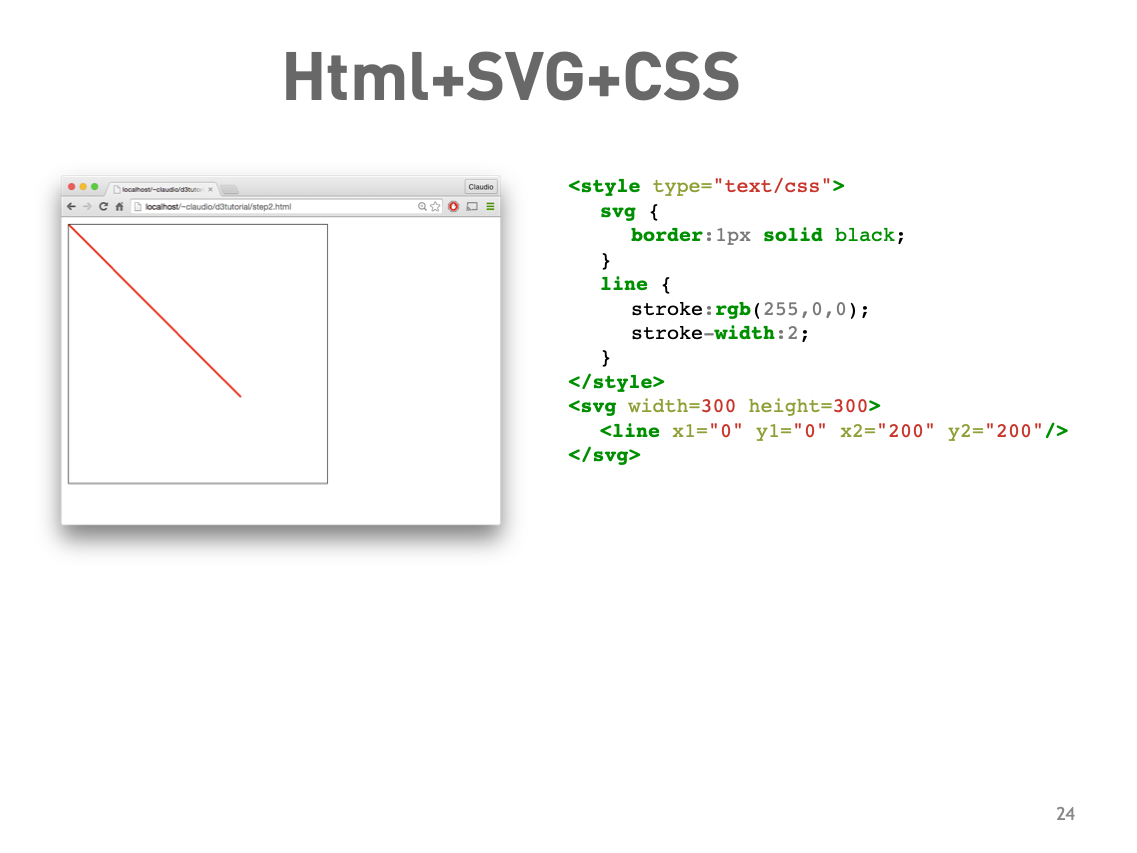 Html+SVG+CSS
localhost/~claudio/d3tutor
Claudio
localhost/~claudio/d3tutorial/step2.html
<style type="text/css">
svg {
border:1px solid black;
}
line {
stroke:rgb(255,0,0);
stroke-width:2;
}
</style>
<svg width=300 height=300>
<line x1="0" y1="0" x2="200" y2="200"/>
</svg>
24